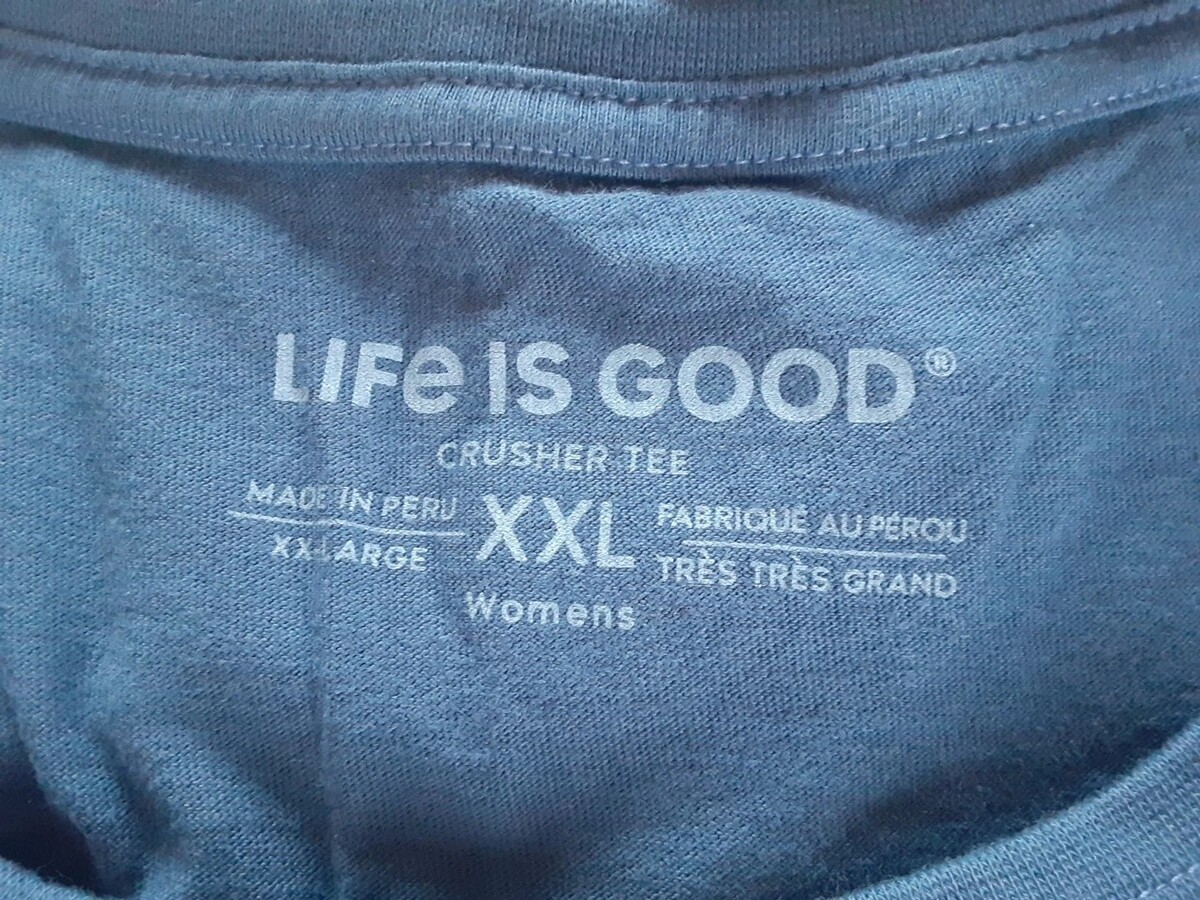 LIFe IS GOOD®
CRUSHER TEE
MADE IN PERU
XX-LARGE
XXL
FABRIQUÉ AU PÉROU
TRÈS TRÈS GRAND
Womens